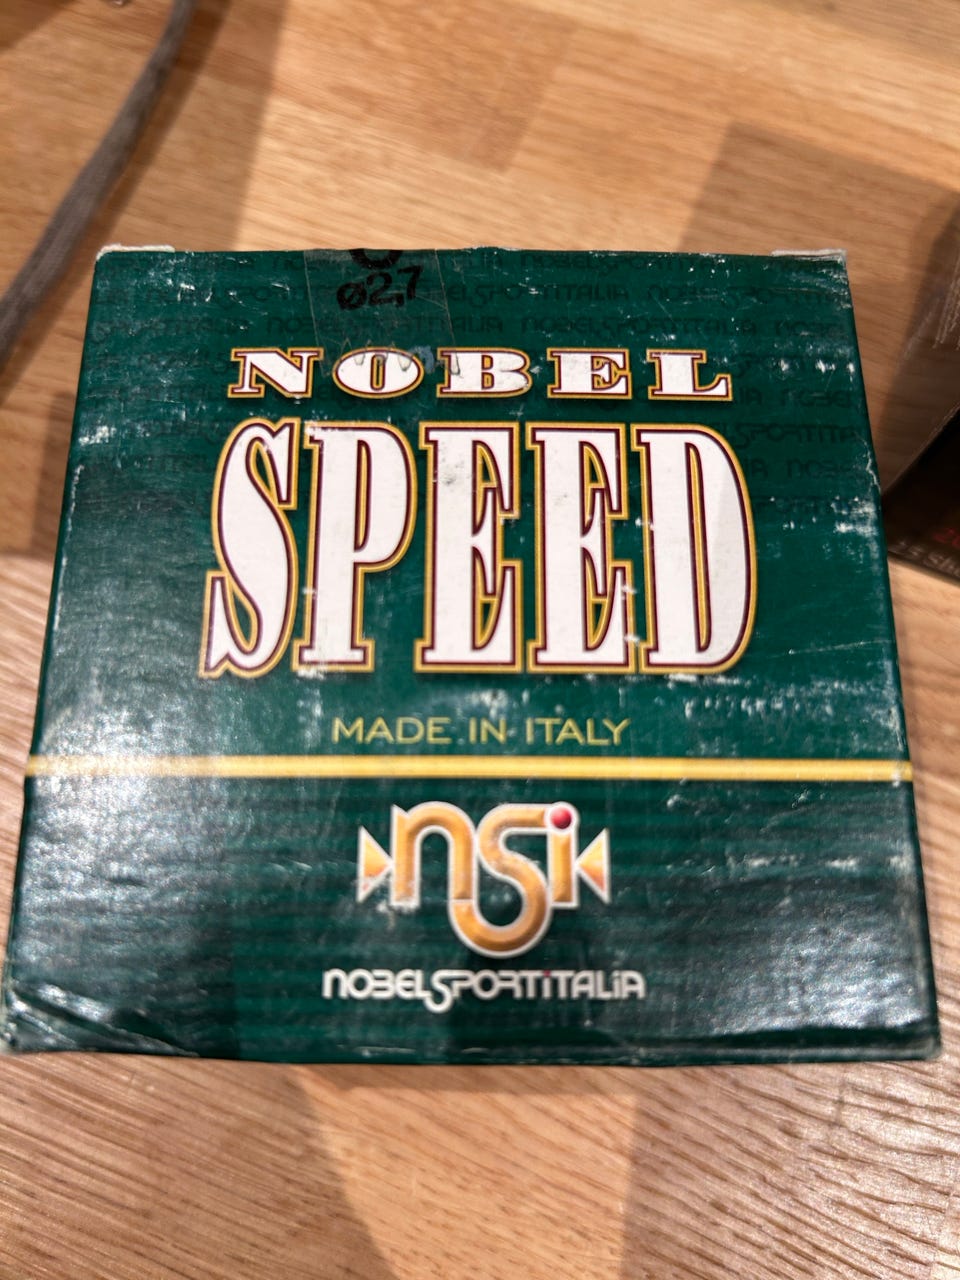 ø2,7
NOBEL
SPEED
MADE IN ITALY
nsi
NOBELSPORTITALIA